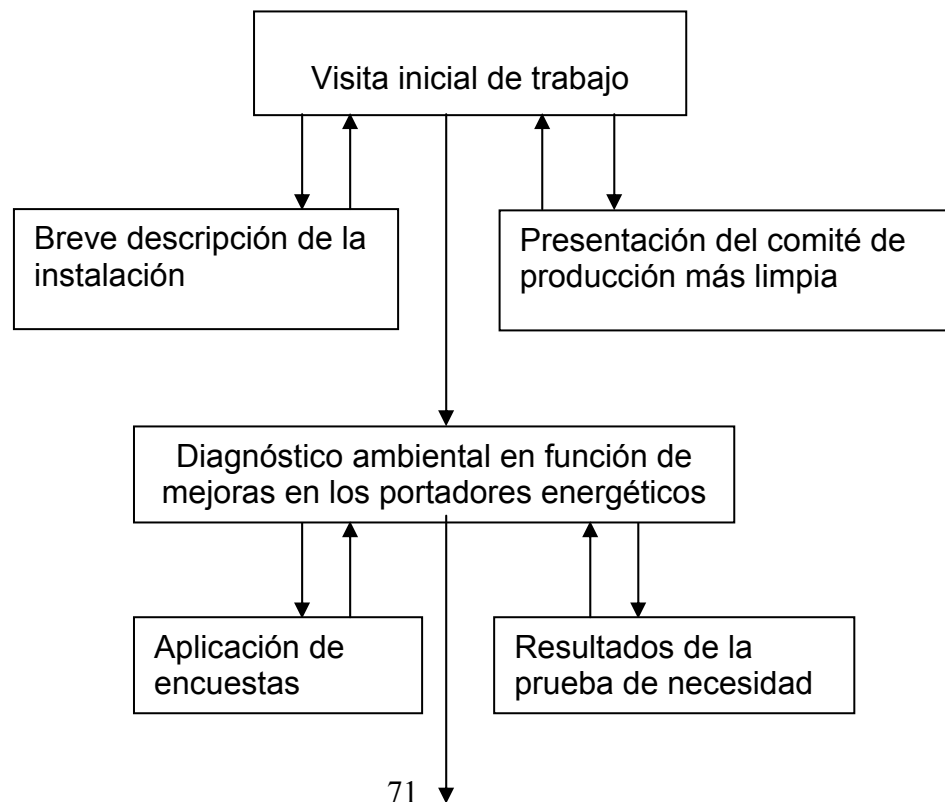 Visita inicial de trabajo
Breve descripción de la
instalación
Presentación del comité de
producción más limpia
Diagnóstico ambiental en función de
mejoras en los portadores energéticos
Aplicación de
encuestas
Resultados de la
prueba de necesidad
71